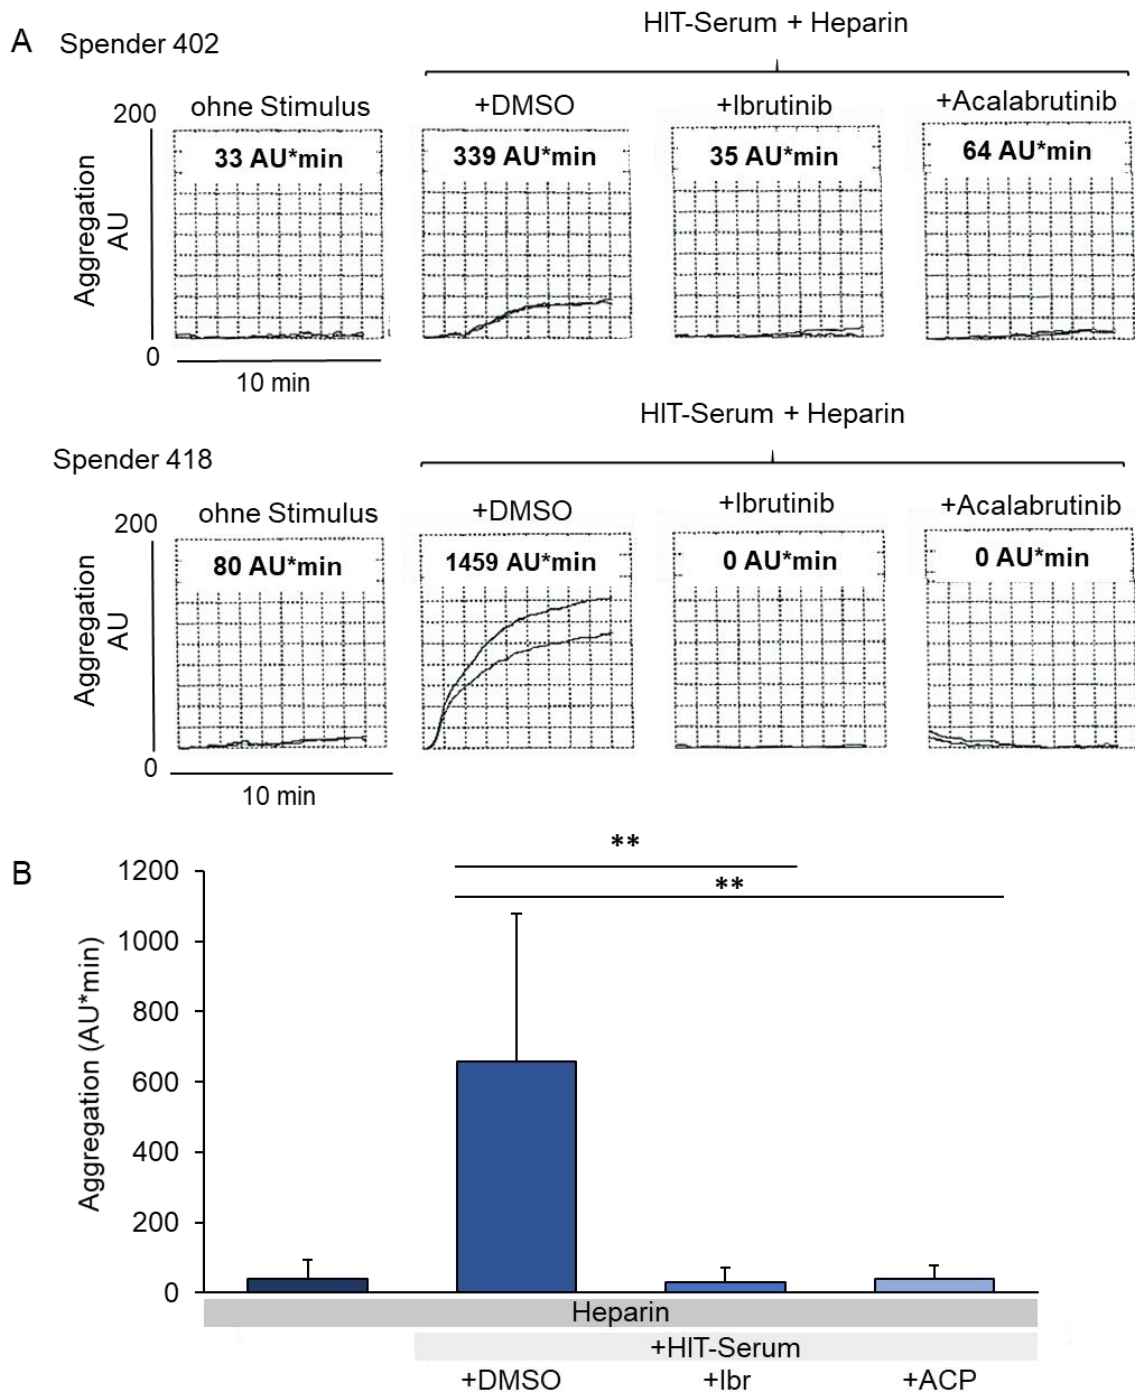 A
Spender 402
HIT-Serum + Heparin
ohne Stimulus
+DMSO
+Ibrutinib
+Acalabrutinib
200
33 AU*min
339 AU*min
35 AU*min
64 AU*min
Aggregation
AU
0
10 min
HIT-Serum + Heparin
Spender 418
ohne Stimulus
+DMSO
+Ibrutinib
+Acalabrutinib
200
80 AU*min
1459 AU*min
0 AU*min
0 AU*min
Aggregation
AU
0
10 min
B
**
**
Aggregation (AU*min)
1200
1000
800
600
400
200
0
Heparin
+HIT-Serum
+DMSO
+Ibr
+ACP